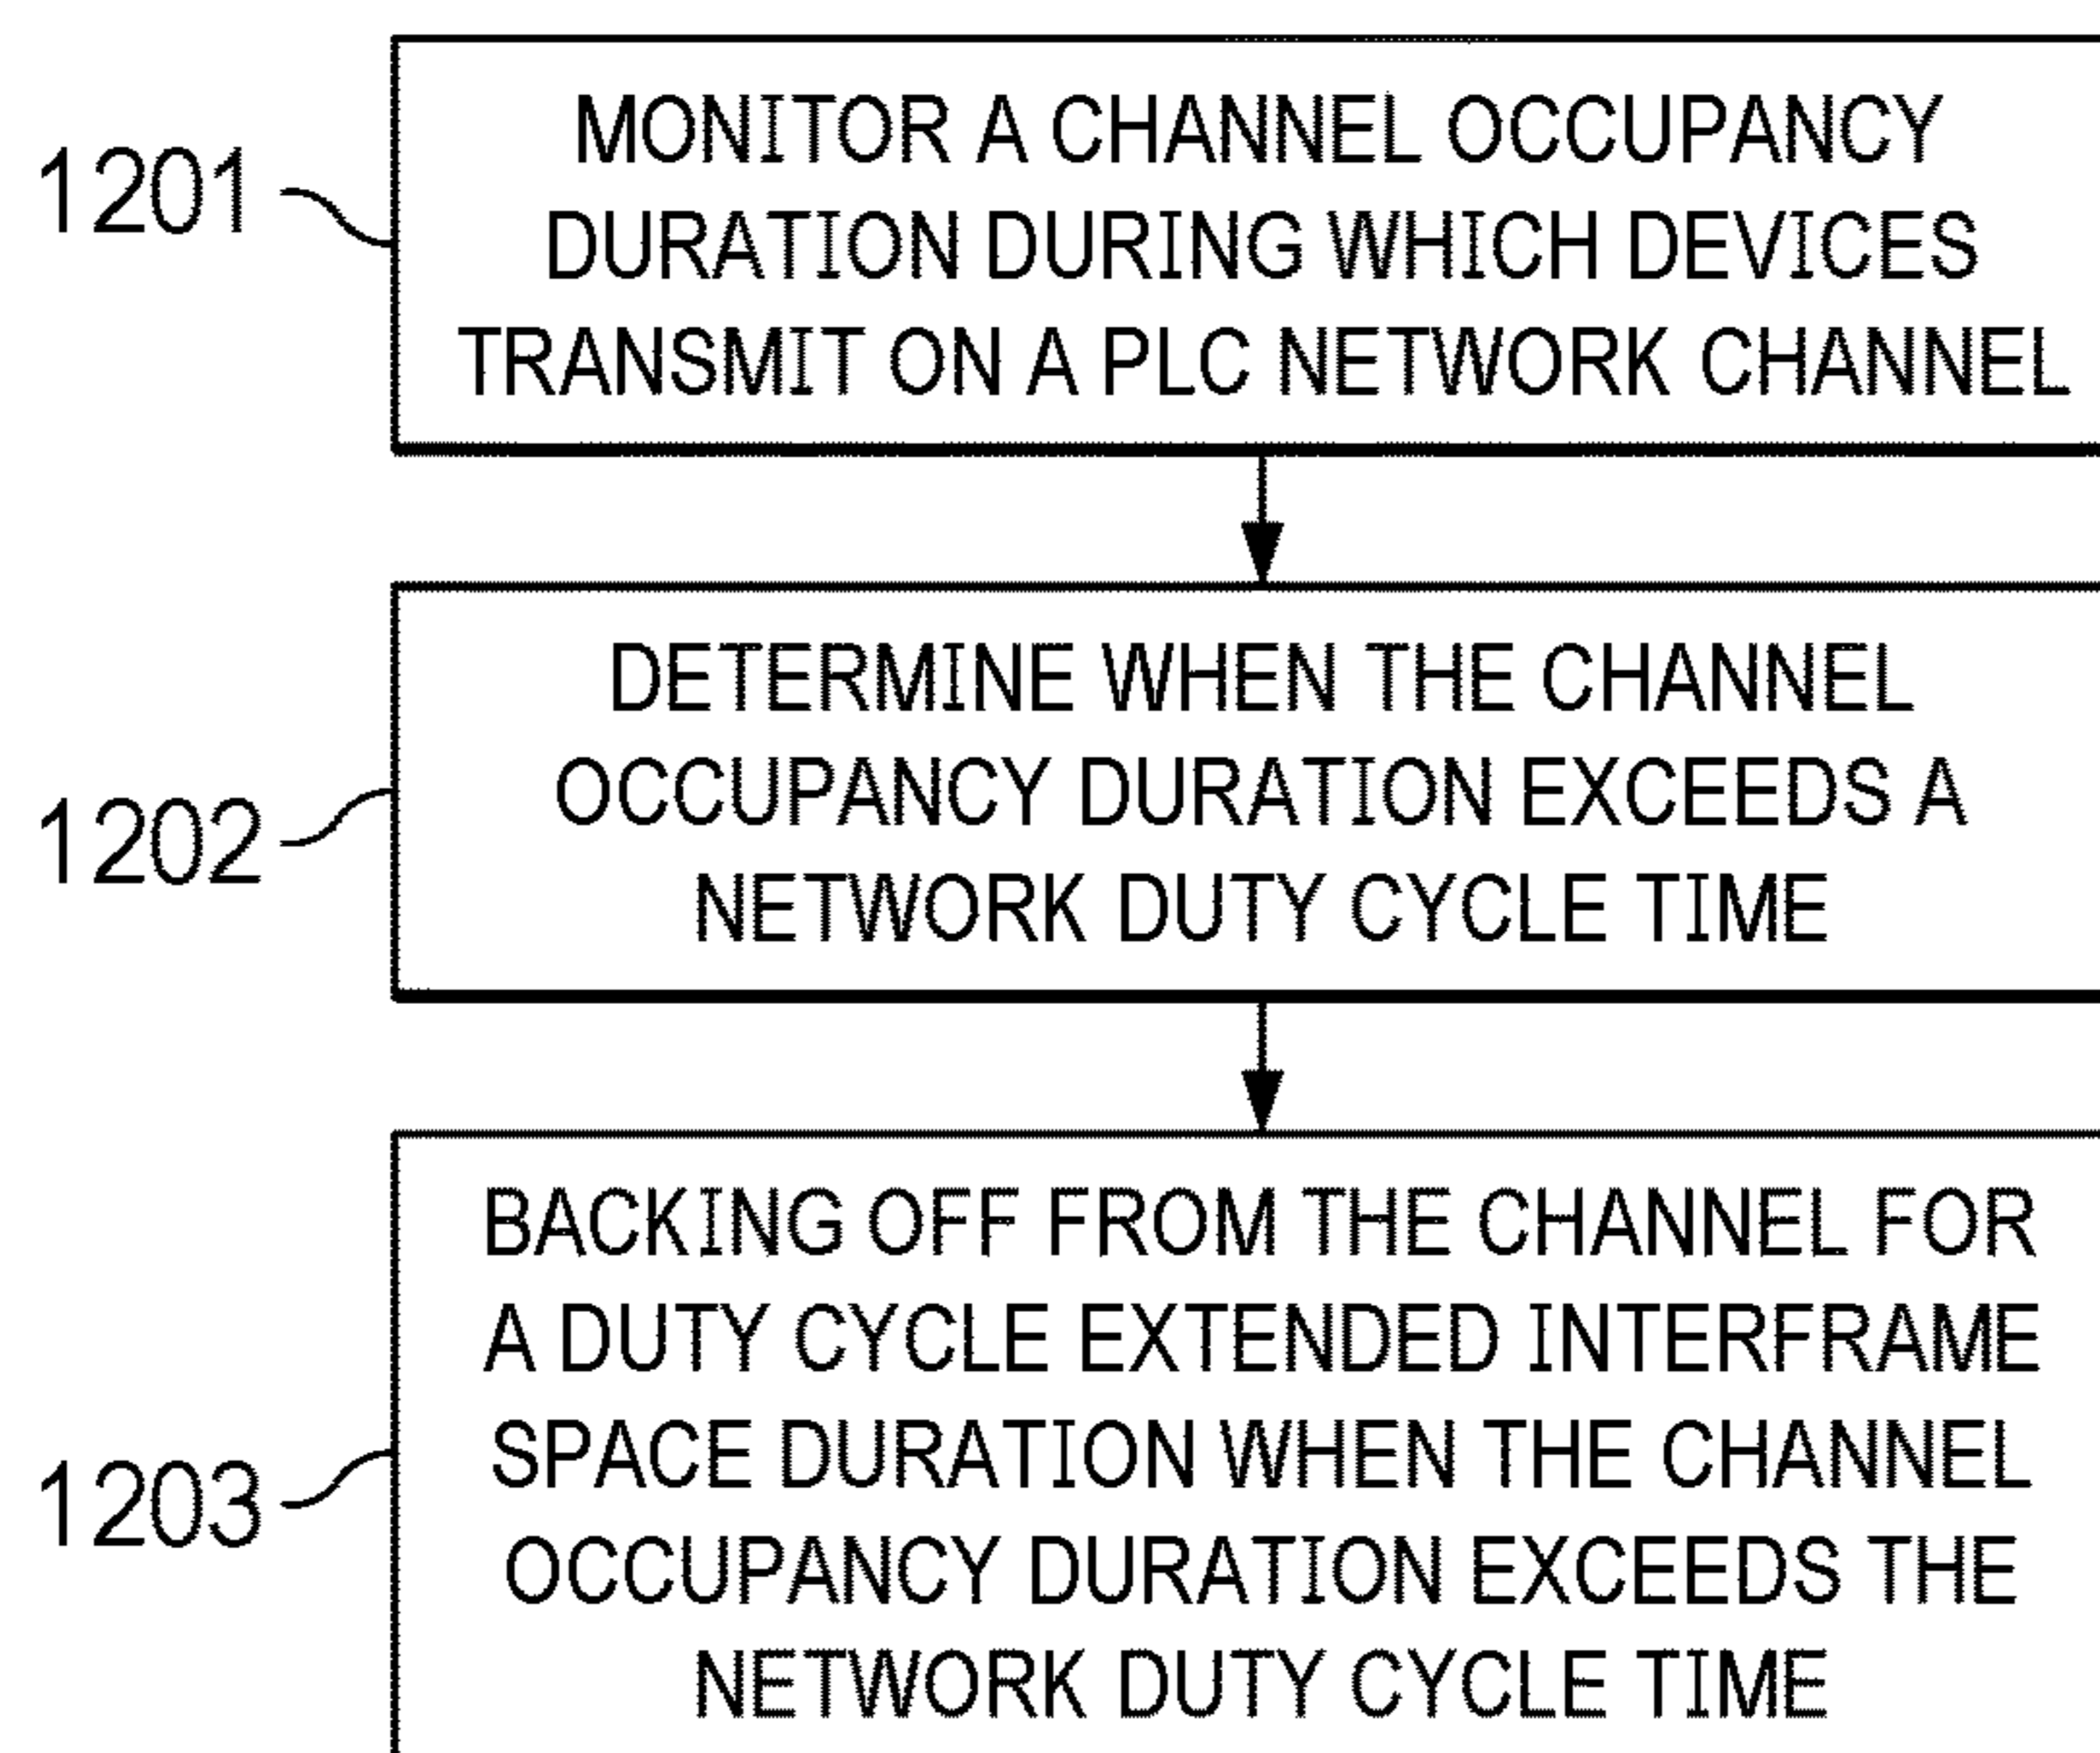 1201
MONITOR A CHANNEL OCCUPANCY
DURATION DURING WHICH DEVICES
TRANSMIT ON A PLC NETWORK CHANNEL
1202
DETERMINE WHEN THE CHANNEL
OCCUPANCY DURATION EXCEEDS A
NETWORK DUTY CYCLE TIME
1203
BACKING OFF FROM THE CHANNEL FOR
A DUTY CYCLE EXTENDED INTERFRAME
SPACE DURATION WHEN THE CHANNEL
OCCUPANCY DURATION EXCEEDS THE
NETWORK DUTY CYCLE TIME